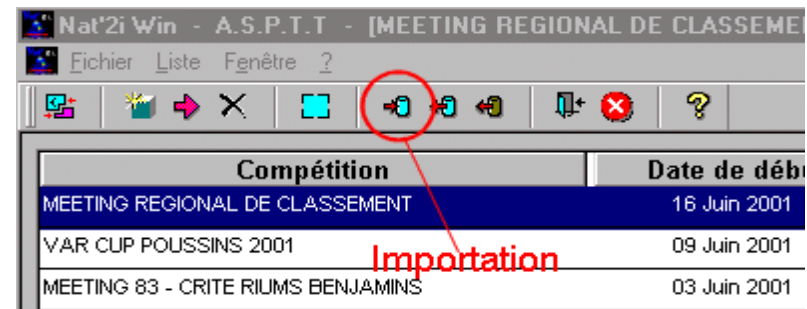 Nat'2i Win - A.S.P.T.T - [MEETING REGIONAL DE CLASSEME
Fichier Liste Fenêtre ?
Compétition Date de débu
MEETING REGIONAL DE CLASSEMENT 16 Juin 2001
VAR CUP POUSSINS 2001 09 Juin 2001
Importation
MEETING 83 - CRITE RIUMS BENJAMINS 03 Juin 2001